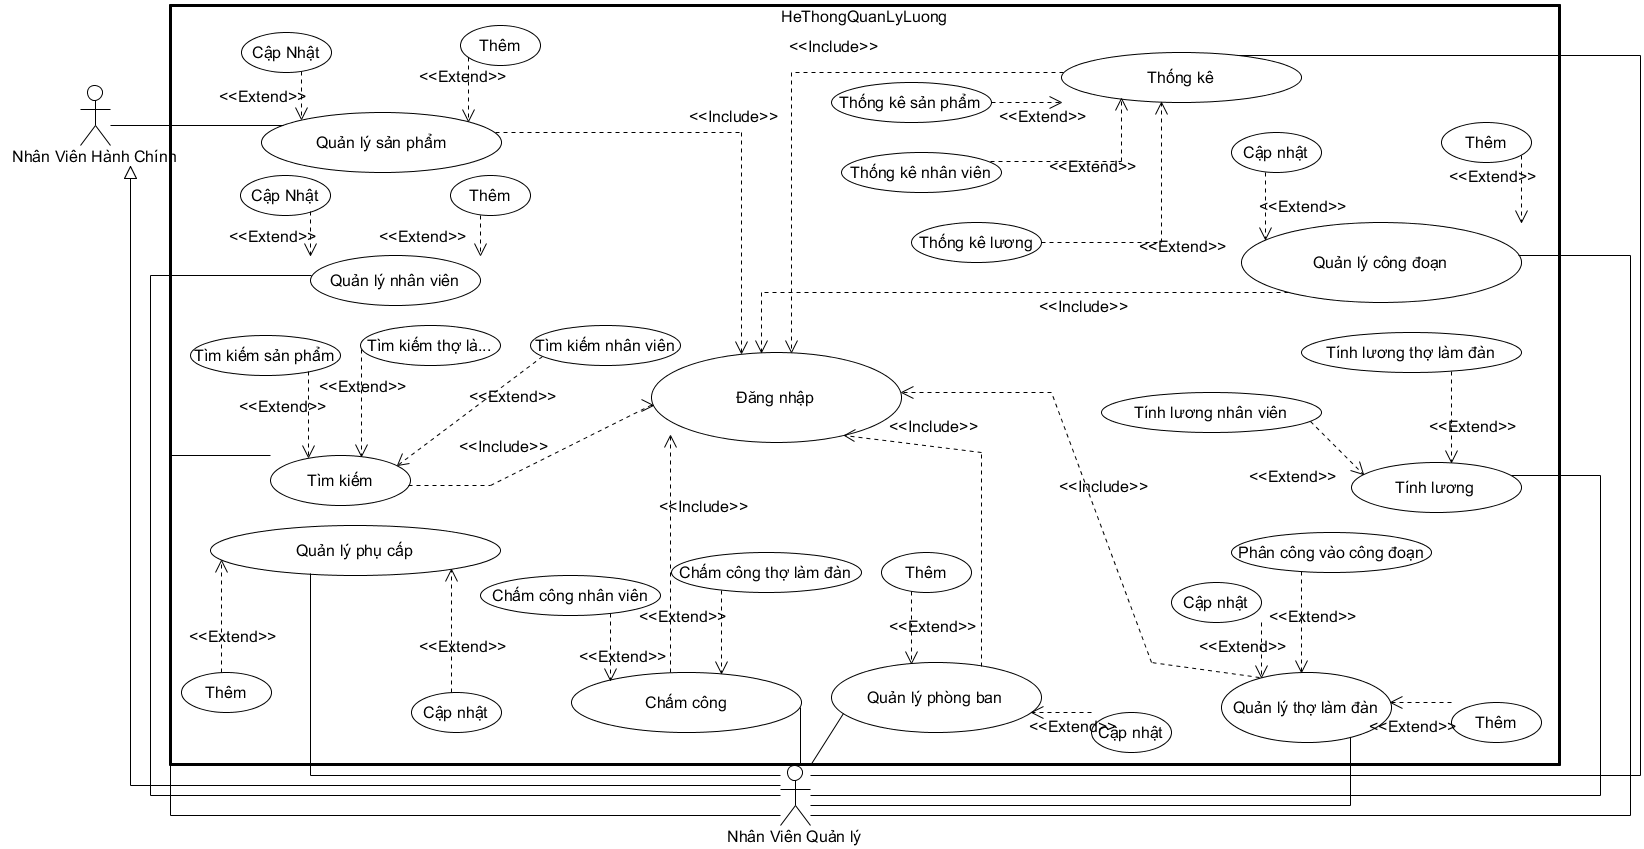 HeThongQuanLyLuong
Cập Nhật
Thêm
<<Include>>
Thống kê
<<Extend>>
<<Extend>>
Thống kê sản phẩm
<<Extend>>
<<Include>>
Nhân Viên Hành Chính
Quản lý sản phẩm
Thống kê nhân viên
<<Extend>>
Cập nhật
Thêm
<<Extend>>
Cập Nhật
Thêm
<<Extend>>
<<Extend>>
<<Extend>>
Thống kê lương
<<Extend>>
Quản lý nhân viên
Quản lý công đoạn
<<Include>>
Tìm kiếm sản phẩm
Tìm kiếm thợ là...
Tìm kiếm nhân viên
Tính lương thợ làm đàn
<<Extend>>
<<Extend>>
<<Extend>>
Đăng nhập
Tính lương nhân viên
<<Include>>
<<Include>>
<<Extend>>
Tìm kiếm
<<Include>>
<<Extend>>
Tính lương
<<Include>>
Quản lý phụ cấp
Chấm công thợ làm đàn
Thêm
Phân công vào công đoạn
Chấm công nhân viên
Cập nhật
<<Extend>>
<<Extend>>
<<Extend>>
<<Extend>>
<<Extend>>
<<Extend>>
<<Extend>>
<<Extend>>
Thêm
Cập nhật
Chấm công
Quản lý phòng ban
Quản lý thợ làm đàn
<<Extend>>
Cập nhật
<<Extend>>
Thêm
Nhân Viên Quản lý